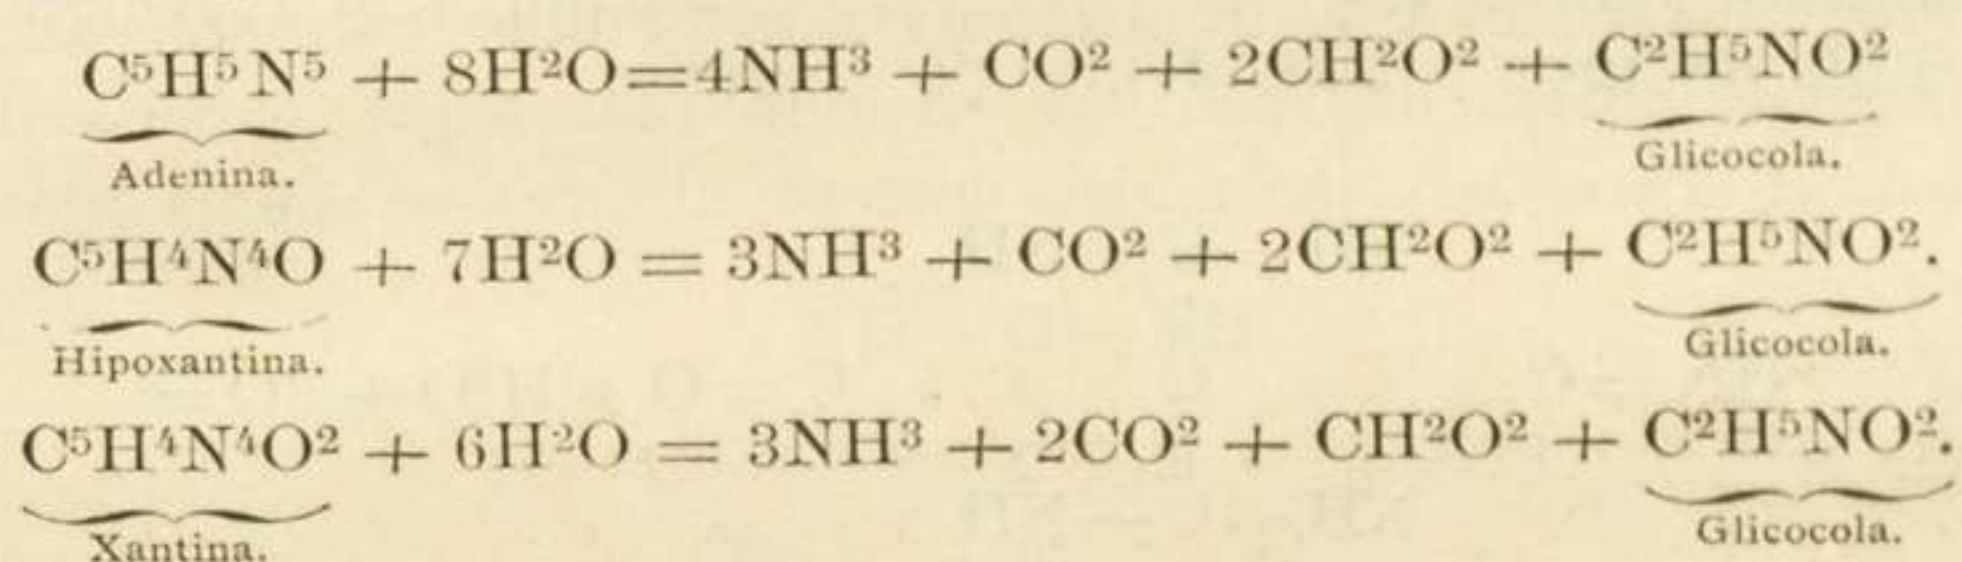 C⁵H⁵N⁵ + 8H²O=4NH³ + CO² + 2CH²O² + C²H⁵NO²
Adenina. Glicocola.
C⁵H⁴N⁴O + 7H²O = 3NH³ + CO² + 2CH²O² + C²H⁵NO².
Hipoxantina. Glicocola.
C⁵H⁴N⁴O² + 6H²O = 3NH³ + 2CO² + CH²O² + C²H⁵NO².
Xantina. Glicocola.